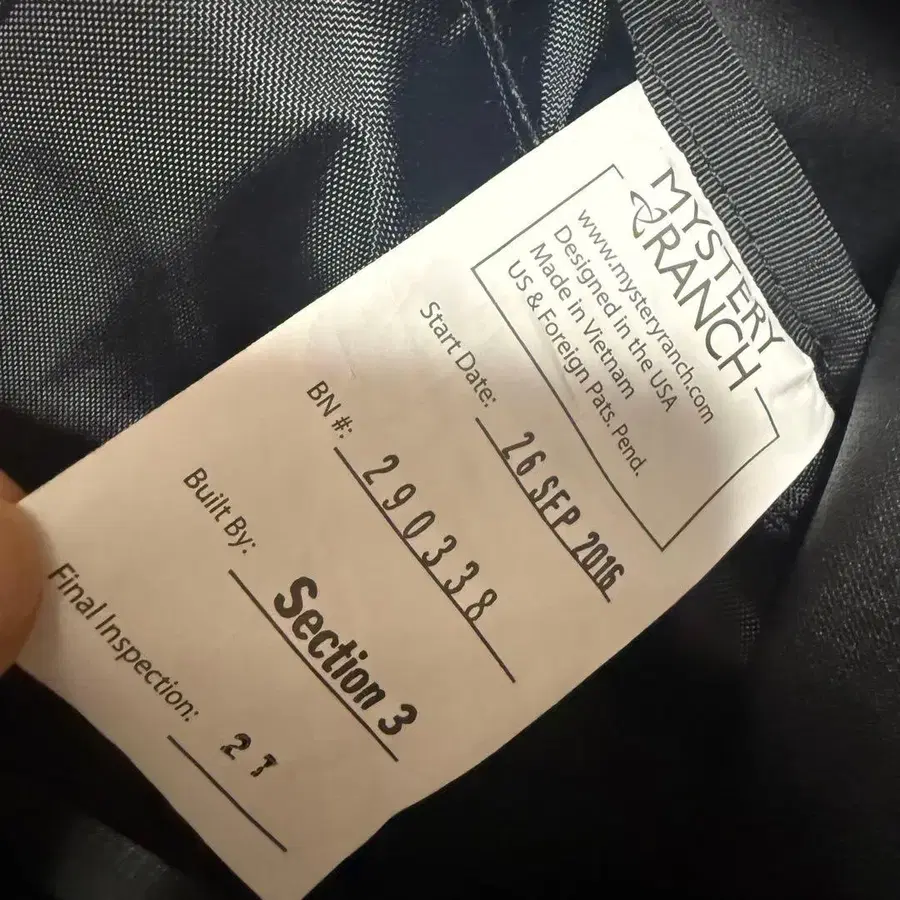 MYSTERY
RANCH
www.mysteryranch.com
Designed in the USA
Made in Vietnam
US & Foreign Pats. Pend.
Start Date: 26 SEP 2016
BN #: 290338
Built By: Section 3
Final Inspection: 27